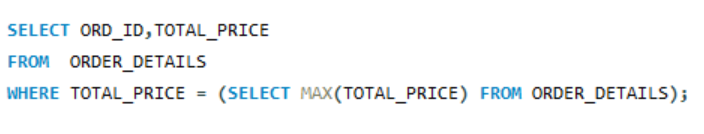 SELECT ORD_ID,TOTAL_PRICE
FROM  ORDER_DETAILS
WHERE TOTAL_PRICE = (SELECT MAX(TOTAL_PRICE) FROM ORDER_DETAILS);